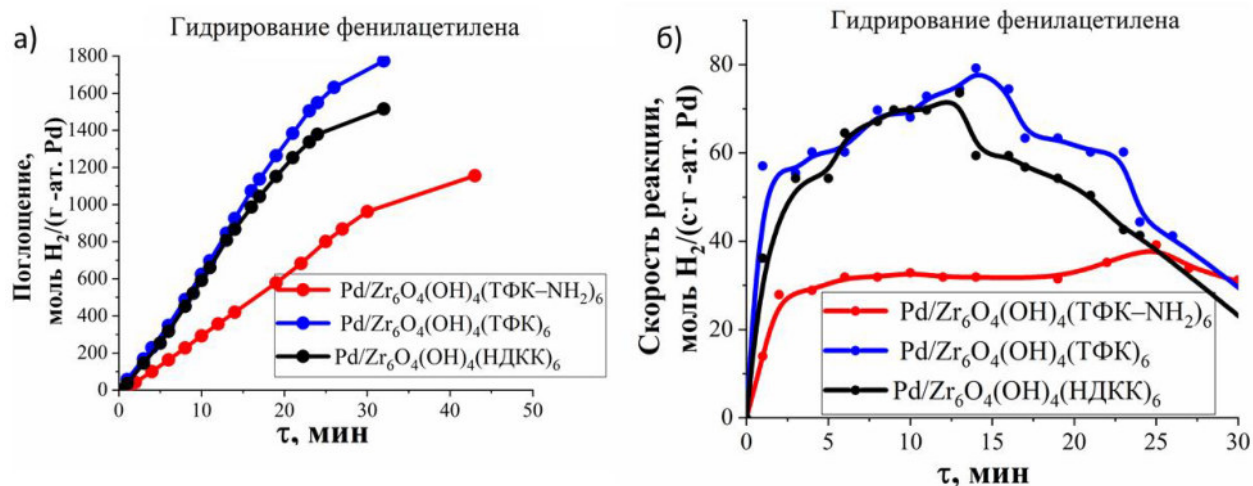 а)
Гидрирование фенилацетилена
Поглощение,
моль H₂/(г -ат. Pd)
1800
1600
1400
1200
1000
800
600
400
200
0
Pd/Zr₆O₄(OH)₄(ТФК–NH₂)₆
Pd/Zr₆O₄(OH)₄(ТФК)₆
Pd/Zr₆O₄(OH)₄(НДКК)₆
0 10 20 30 40 50
τ, мин
б)
Гидрирование фенилацетилена
Скорость реакции,
моль H₂/(с·г -ат. Pd)
80
60
40
20
0
Pd/Zr₆O₄(OH)₄(ТФК–NH₂)₆
Pd/Zr₆O₄(OH)₄(ТФК)₆
Pd/Zr₆O₄(OH)₄(НДКК)₆
0 5 10 15 20 25 30
τ, мин